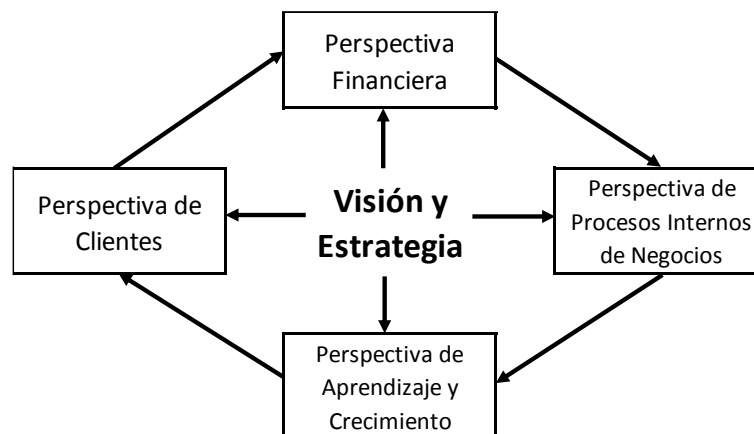 Perspectiva
Financiera
Perspectiva de
Clientes
Visión y
Estrategia
Perspectiva de
Procesos Internos
de Negocios
Perspectiva de
Aprendizaje y
Crecimiento